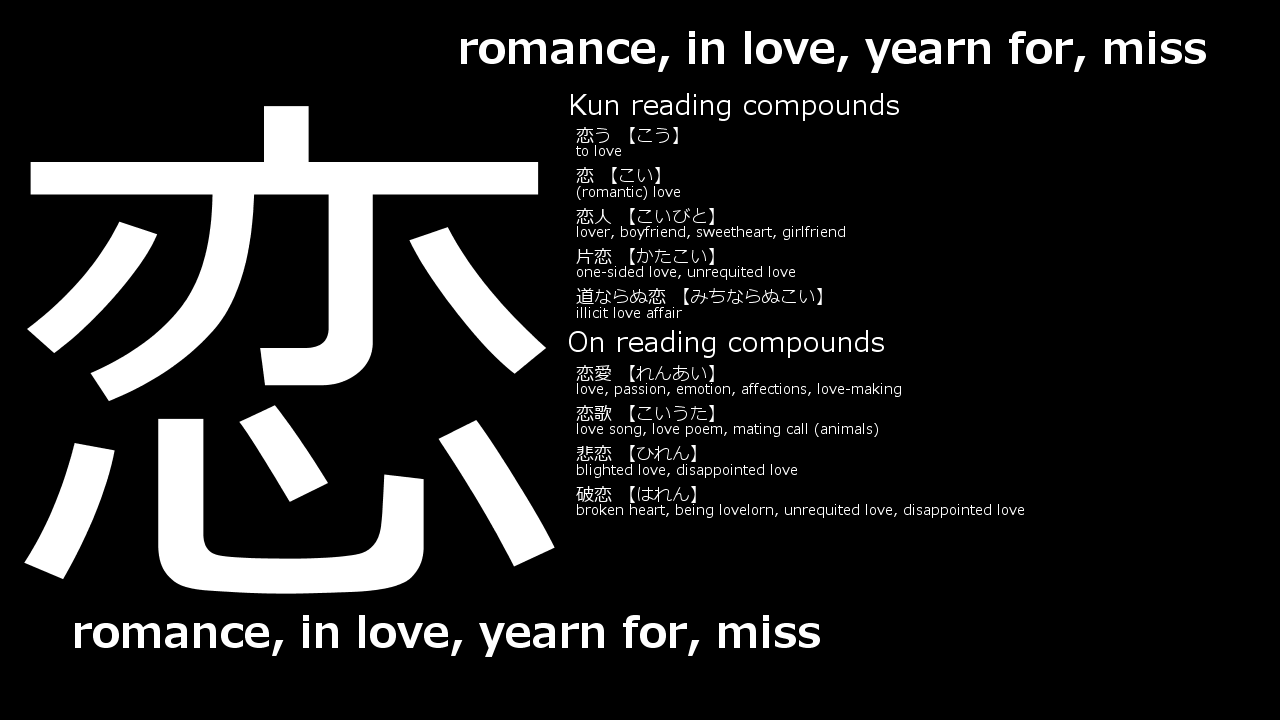 romance, in love, yearn for, miss
恋
Kun reading compounds
恋う 【こう】
to love
恋 【こい】
(romantic) love
恋人 【こいびと】
lover, boyfriend, sweetheart, girlfriend
片恋 【かたこい】
one-sided love, unrequited love
道ならぬ恋 【みちならぬこい】
illicit love affair
On reading compounds
恋愛 【れんあい】
love, passion, emotion, affections, love-making
恋歌 【こいうた】
love song, love poem, mating call (animals)
悲恋 【ひれん】
blighted love, disappointed love
破恋 【はれん】
broken heart, being lovelorn, unrequited love, disappointed love
romance, in love, yearn for, miss